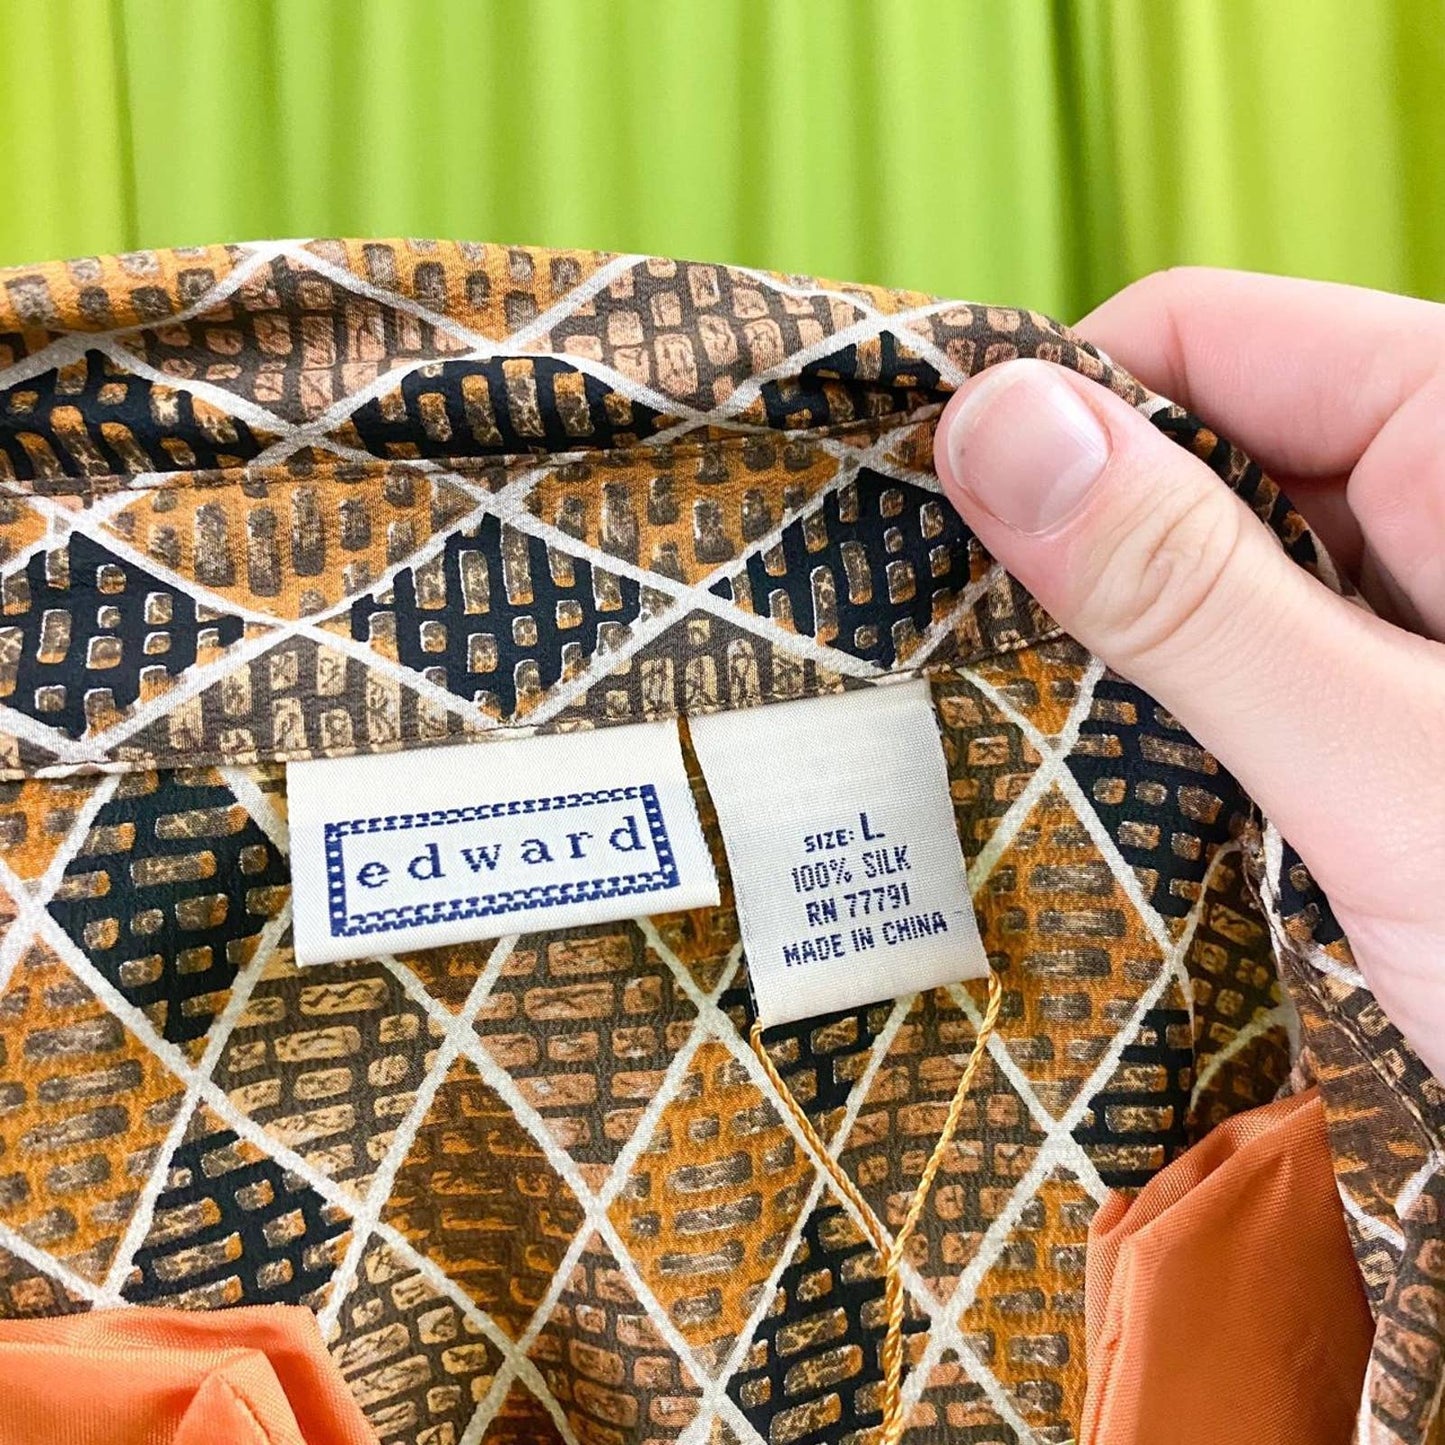 edward
SIZE: L
100% SILK
RN 77791
MADE IN CHINA